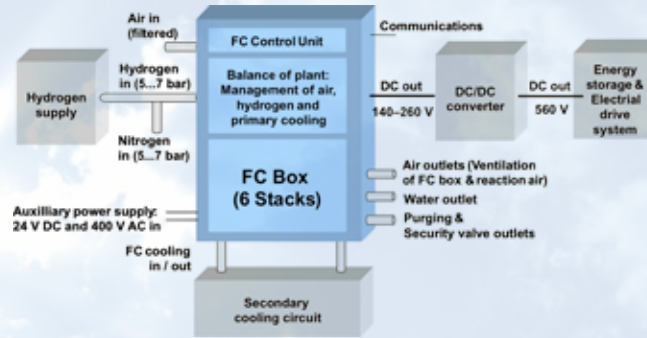 Air in
(filtered)
FC Control Unit
Communications
Hydrogen
in (5...7 bar)
Balance of plant:
Management of air,
hydrogen and
primary cooling
Hydrogen
supply
DC out
140–260 V
DC/DC
converter
DC out
560 V
Energy
storage &
Electrial
drive
system
Nitrogen
in (5...7 bar)
FC Box
(6 Stacks)
Air outlets (Ventilation
of FC box & reaction air)
Water outlet
Purging &
Security valve outlets
Auxilliary power supply:
24 V DC and 400 V AC in
FC cooling
in / out
Secondary
cooling circuit